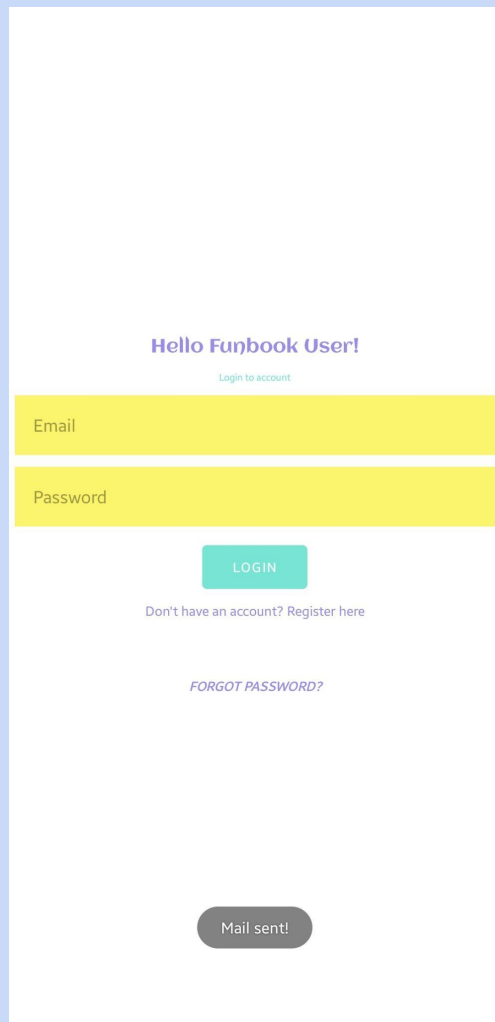 Hello Funbook User!
Login to account
Email
Password
LOGIN
Don't have an account? Register here
FORGOT PASSWORD?
Mail sent!